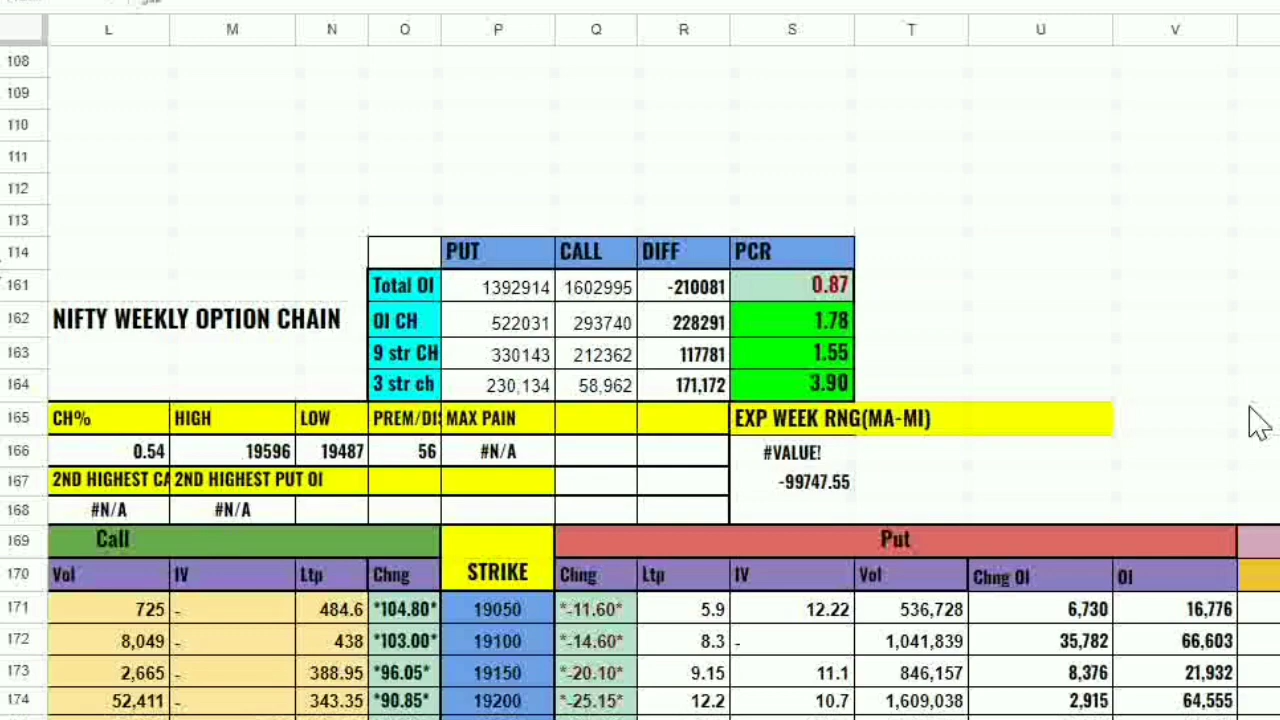 L M N O P Q R S T U V
108
109
110
111
112
113
114 PUT CALL DIFF PCR
161 Total OI 1392914 1602995 -210081 0.87
162 NIFTY WEEKLY OPTION CHAIN OI CH 522031 293740 228291 1.78
163 9 str CH 330143 212362 117781 1.55
164 3 str ch 230,134 58,962 171,172 3.90
165 CH% HIGH LOW PREM/DI MAX PAIN EXP WEEK RNG(MA-MI)
166 0.54 19596 19487 56 #N/A #VALUE!
167 2ND HIGHEST CA 2ND HIGHEST PUT OI -99747.55
168 #N/A #N/A
169 Call Put
170 Vol IV Ltp Chng STRIKE Chng Ltp IV Vol Chng OI OI
171 725 - 484.6 *104.80* 19050 *-11.60* 5.9 12.22 536,728 6,730 16,776
172 8,049 - 438 *103.00* 19100 *-14.60* 8.3 - 1,041,839 35,782 66,603
173 2,665 - 388.95 *96.05* 19150 *-20.10* 9.15 11.1 846,157 8,376 21,932
174 52,411 - 343.35 *90.85* 19200 *-25.15* 12.2 10.7 1,609,038 2,915 64,555